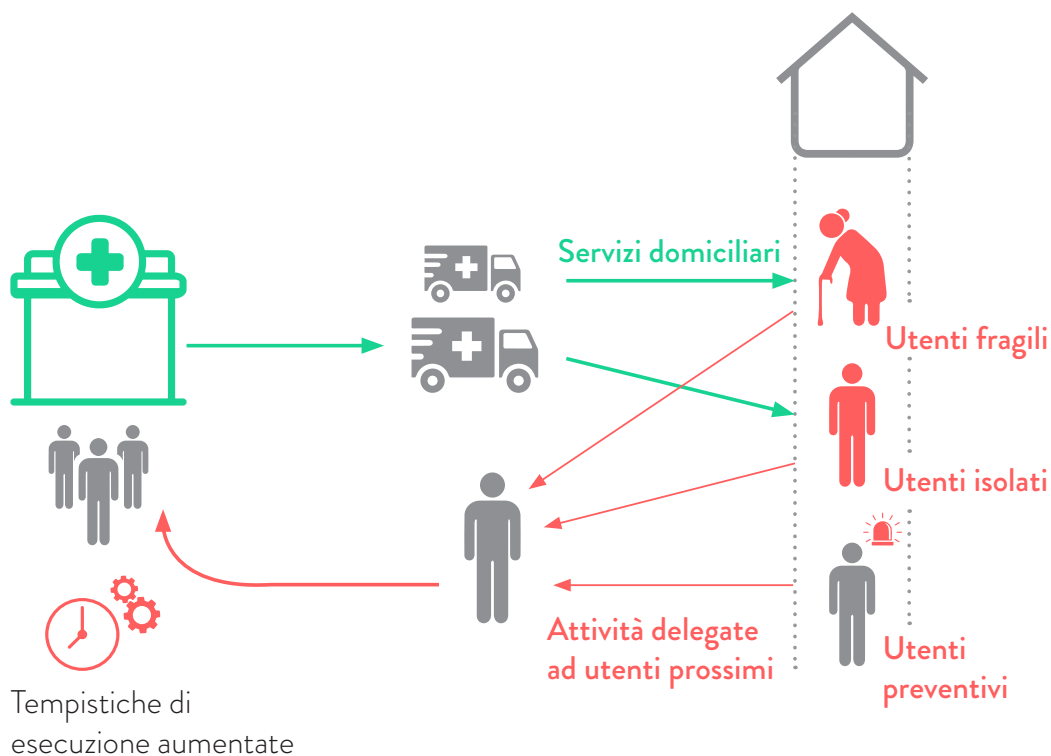 Servizi domiciliari
Utenti fragili
Utenti isolati
Attività delegate
ad utenti prossimi
Utenti
preventivi
Tempistiche di
esecuzione aumentate